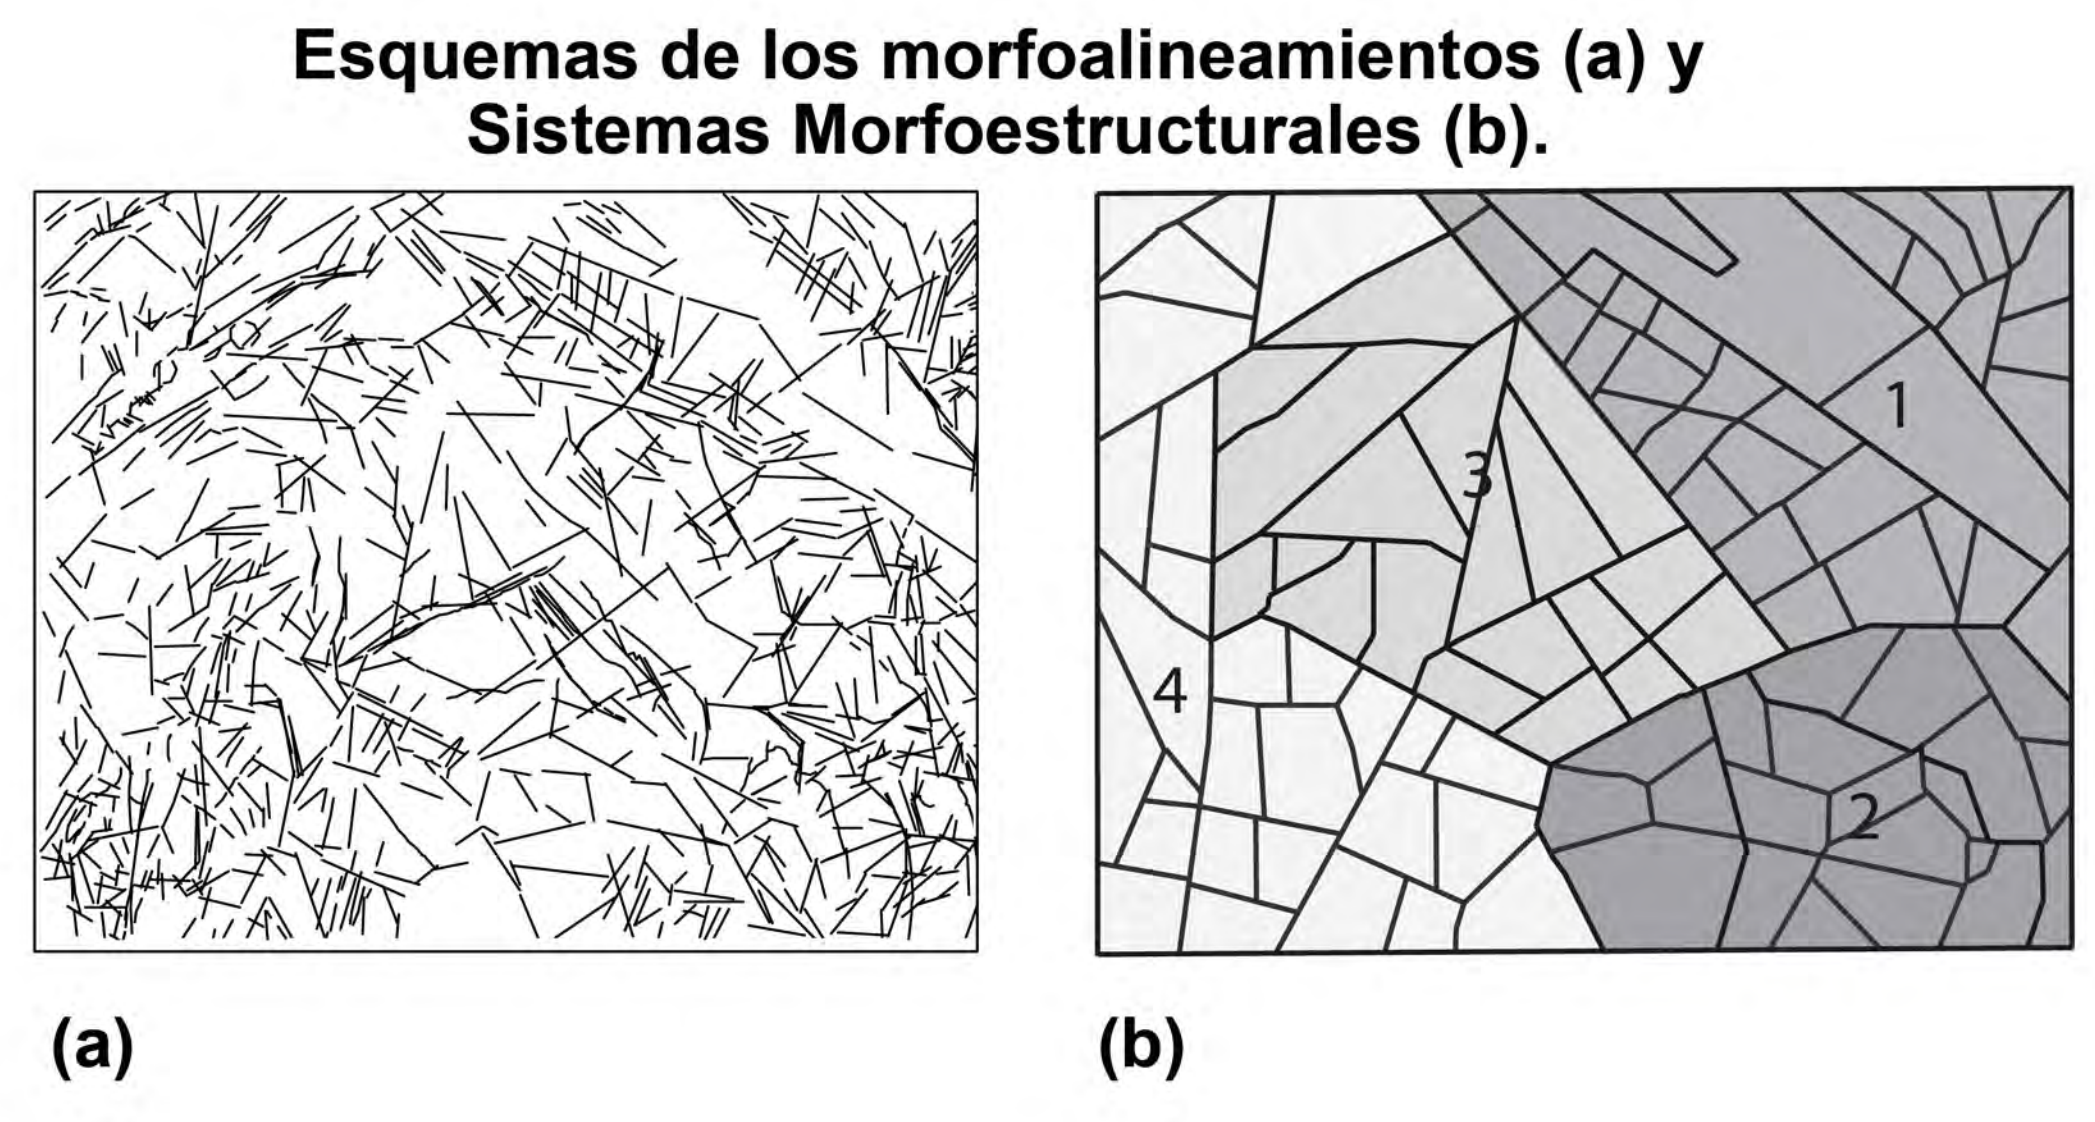 Esquemas de los morfoalineamientos (a) y
Sistemas Morfoestructurales (b).
1
3
4
2
(a)
(b)